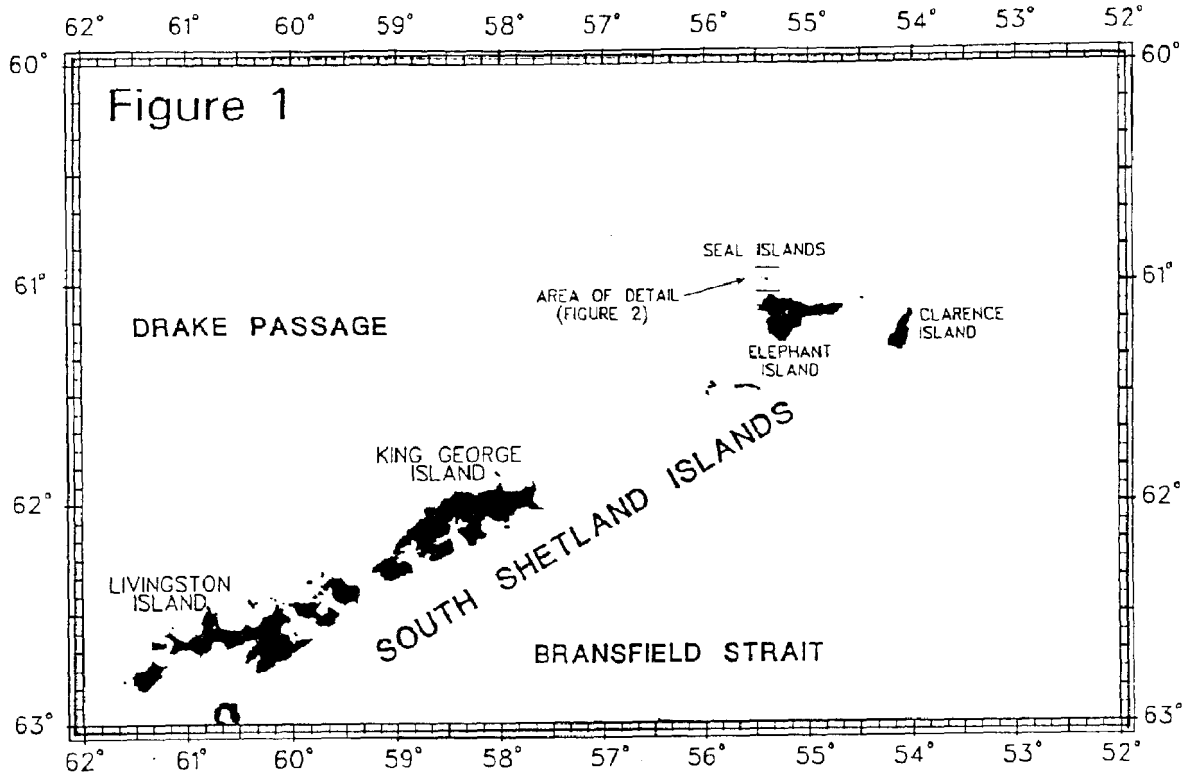 62° 61° 60° 59° 58° 57° 56° 55° 54° 53° 52°
60° 60°
Figure 1
SEAL ISLANDS
61° 61°
AREA OF DETAIL
(FIGURE 2)
DRAKE PASSAGE
CLARENCE
ISLAND
ELEPHANT
ISLAND
KING GEORGE
ISLAND
62° 62°
SOUTH SHETLAND ISLANDS
LIVINGSTON
ISLAND
BRANSFIELD STRAIT
63° 63°
62° 61° 60° 59° 58° 57° 56° 55° 54° 53° 52°